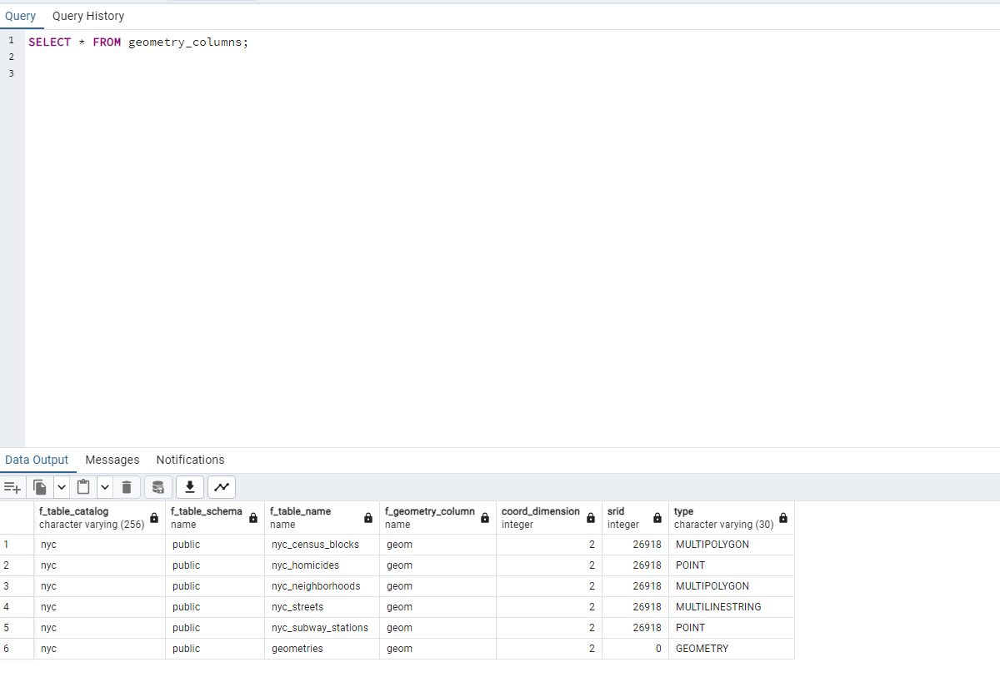 Query Query History
1 SELECT * FROM geometry_columns;
2
3
Data Output Messages Notifications
f_table_catalog f_table_schema f_table_name f_geometry_column coord_dimension srid type
character varying (256) name name name integer integer character varying (30)
1 nyc public nyc_census_blocks geom 2 26918 MULTIPOLYGON
2 nyc public nyc_homicides geom 2 26918 POINT
3 nyc public nyc_neighborhoods geom 2 26918 MULTIPOLYGON
4 nyc public nyc_streets geom 2 26918 MULTILINESTRING
5 nyc public nyc_subway_stations geom 2 26918 POINT
6 nyc public geometries geom 2 0 GEOMETRY